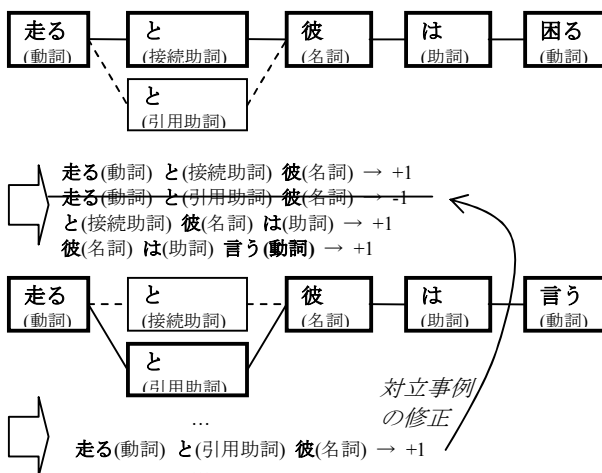 走る と 彼 は 困る
(動詞) (接続助詞) (名詞) (助詞) (動詞)
と
(引用助詞)
走る(動詞) と(接続助詞) 彼(名詞) → +1
走る(動詞) と(引用助詞) 彼(名詞) → -1
と(接続助詞) 彼(名詞) は(助詞) → +1
彼(名詞) は(助詞) 言う(動詞) → +1
走る と 彼 は 言う
(動詞) (接続助詞) (名詞) (助詞) (動詞)
と
(引用助詞)
対立事例
の修正
…
走る(動詞) と(引用助詞) 彼(名詞) → +1